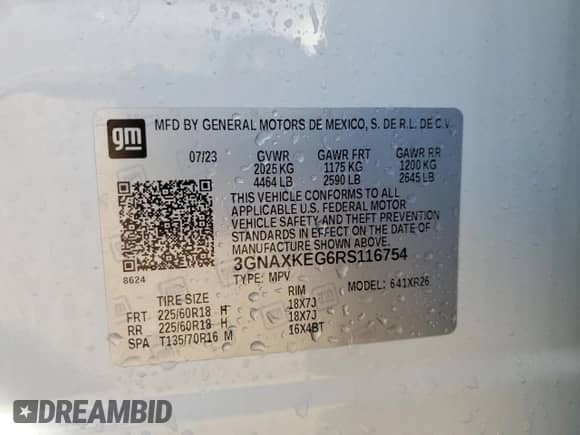 gm MFD BY GENERAL MOTORS DE MEXICO, S. DE R.L. DE C.V.
07/23 GVWR GAWR FRT GAWR RR
2025 KG 1175 KG 1200 KG
4464 LB 2590 LB 2645 LB
THIS VEHICLE CONFORMS TO ALL
APPLICABLE U.S. FEDERAL MOTOR
VEHICLE SAFETY AND THEFT PREVENTION
STANDARDS IN EFFECT ON THE DATE OF
MANUFACTURE SHOWN ABOVE.
3GNAXKEG6RS116754
8624 TYPE: MPV MODEL: 641XR26
TIRE SIZE RIM
FRT 225/60R18 H 18X7J
RR 225/60R18 H 18X7J
SPA T135/70R16 M 16X4BT
DREAMBID